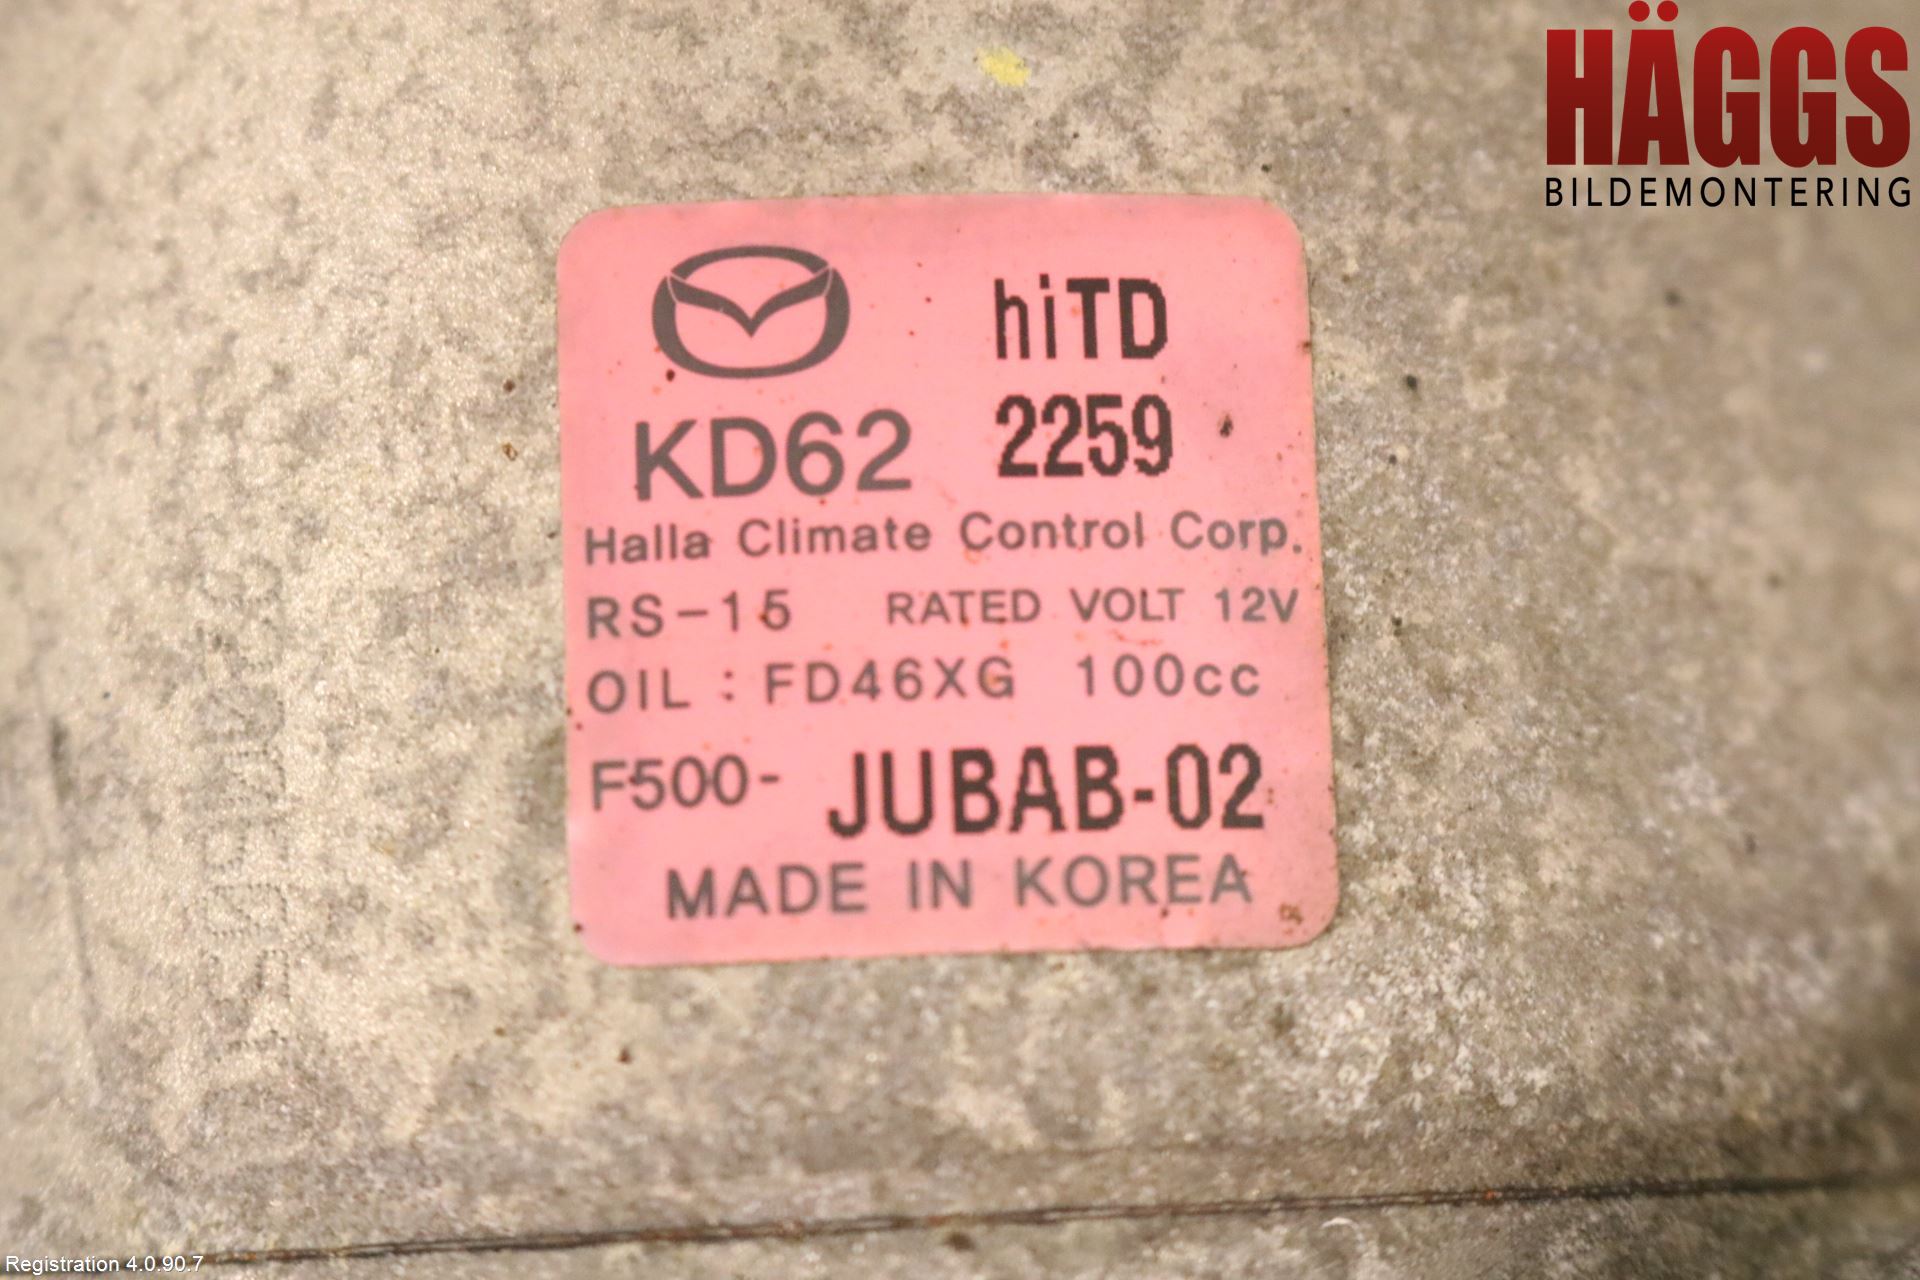 HÄGGS
BILDEMONTERING
hiTD
KD62 2259
Halla Climate Control Corp.
RS-15 RATED VOLT 12V
OIL : FD46XG 100cc
F500- JUBAB-02
MADE IN KOREA
Registration 4.0.90.7